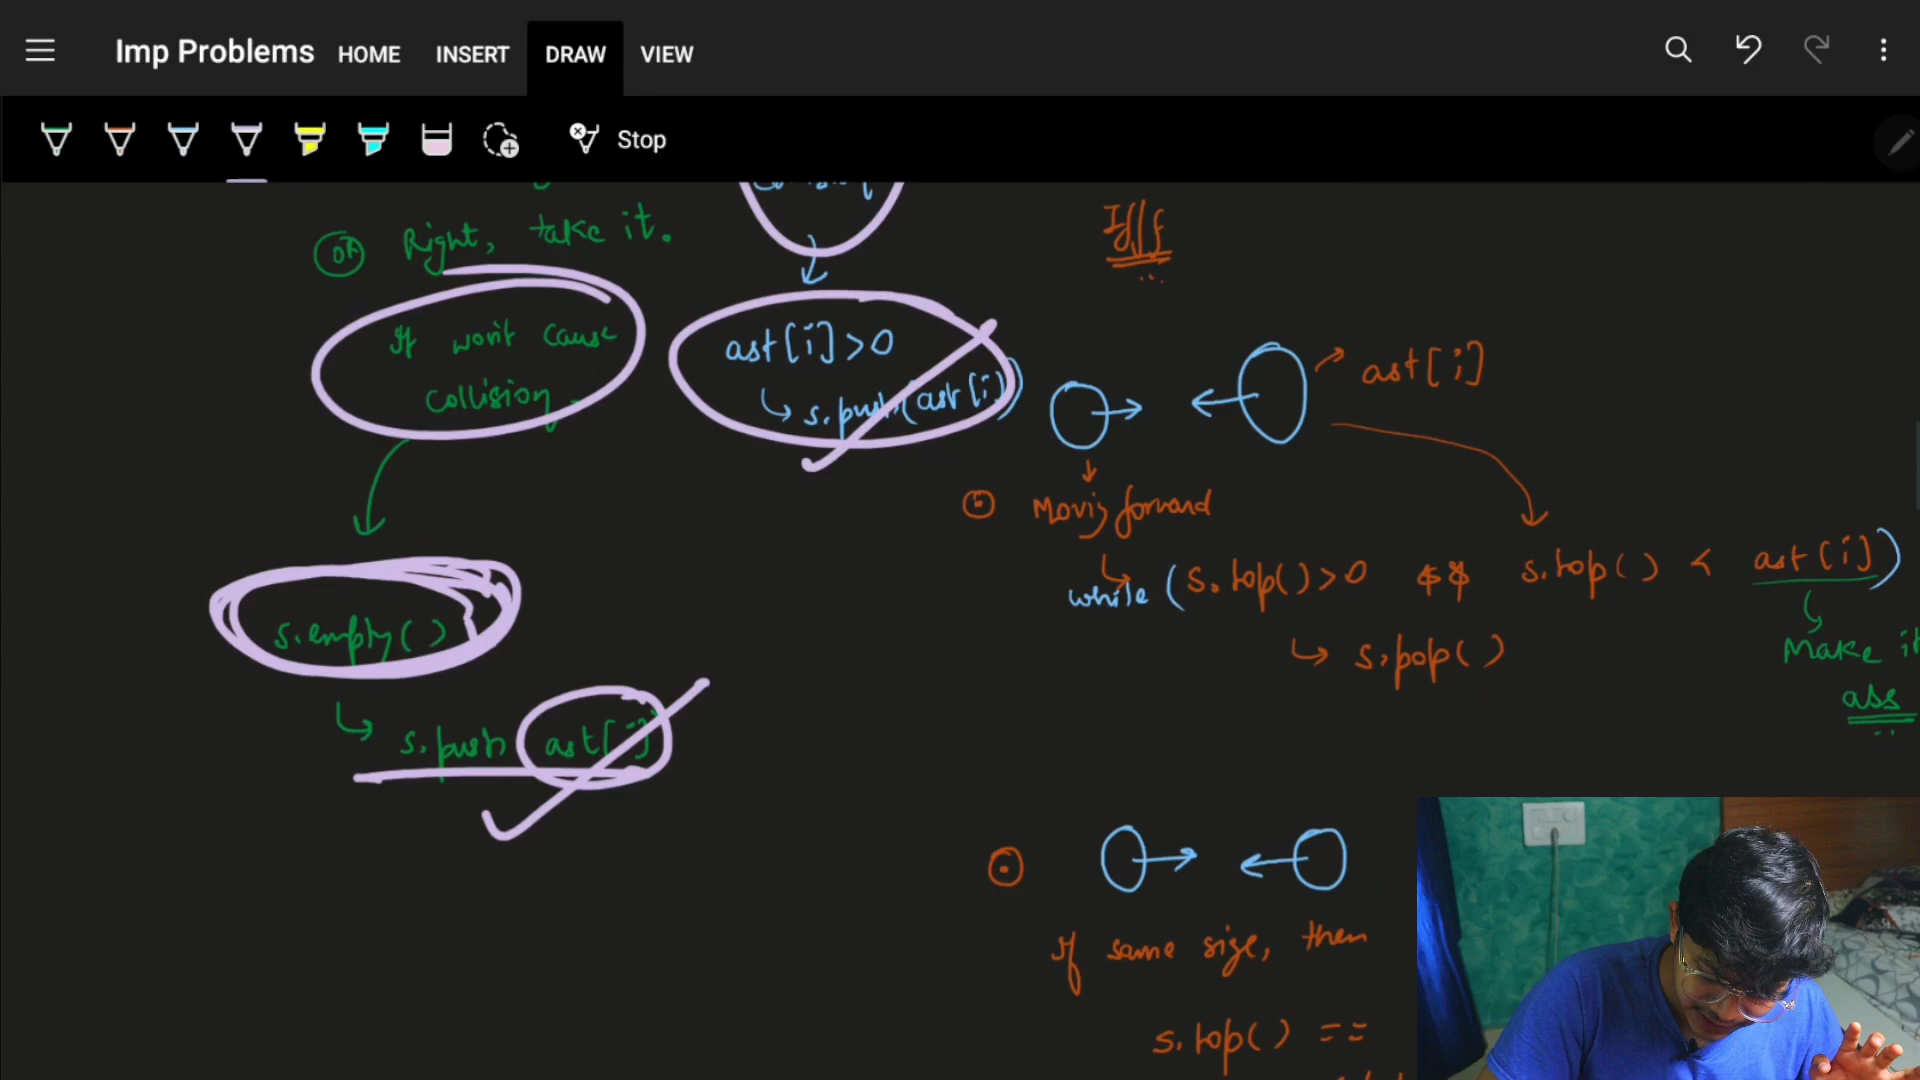 Imp Problems HOME INSERT DRAW VIEW
Stop
OR Right, take it.
If won't cause
collision
s.empty()
↳ s.push ast[i]
ast[i]>0
↳ s.push(ast[i])
Iff
ast[i]
Moving forward
while (s.top()>0 && s.top() < ast[i])
↳ s.pop()
Make it
abs
If same size, then
s.top() ==